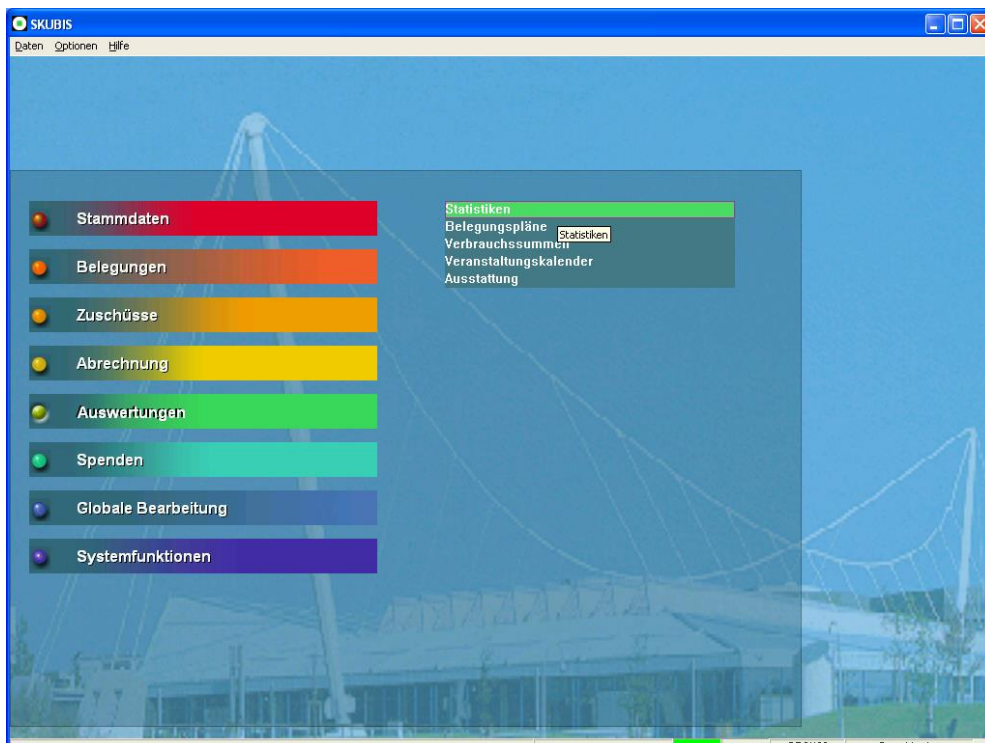 SKUBIS
Daten Optionen Hilfe
Stammdaten
Belegungen
Zuschüsse
Abrechnung
Auswertungen
Spenden
Globale Bearbeitung
Systemfunktionen
Statistiken
Belegungspläne
Statistiken
Verbrauchssummen
Veranstaltungskalender
Ausstattung